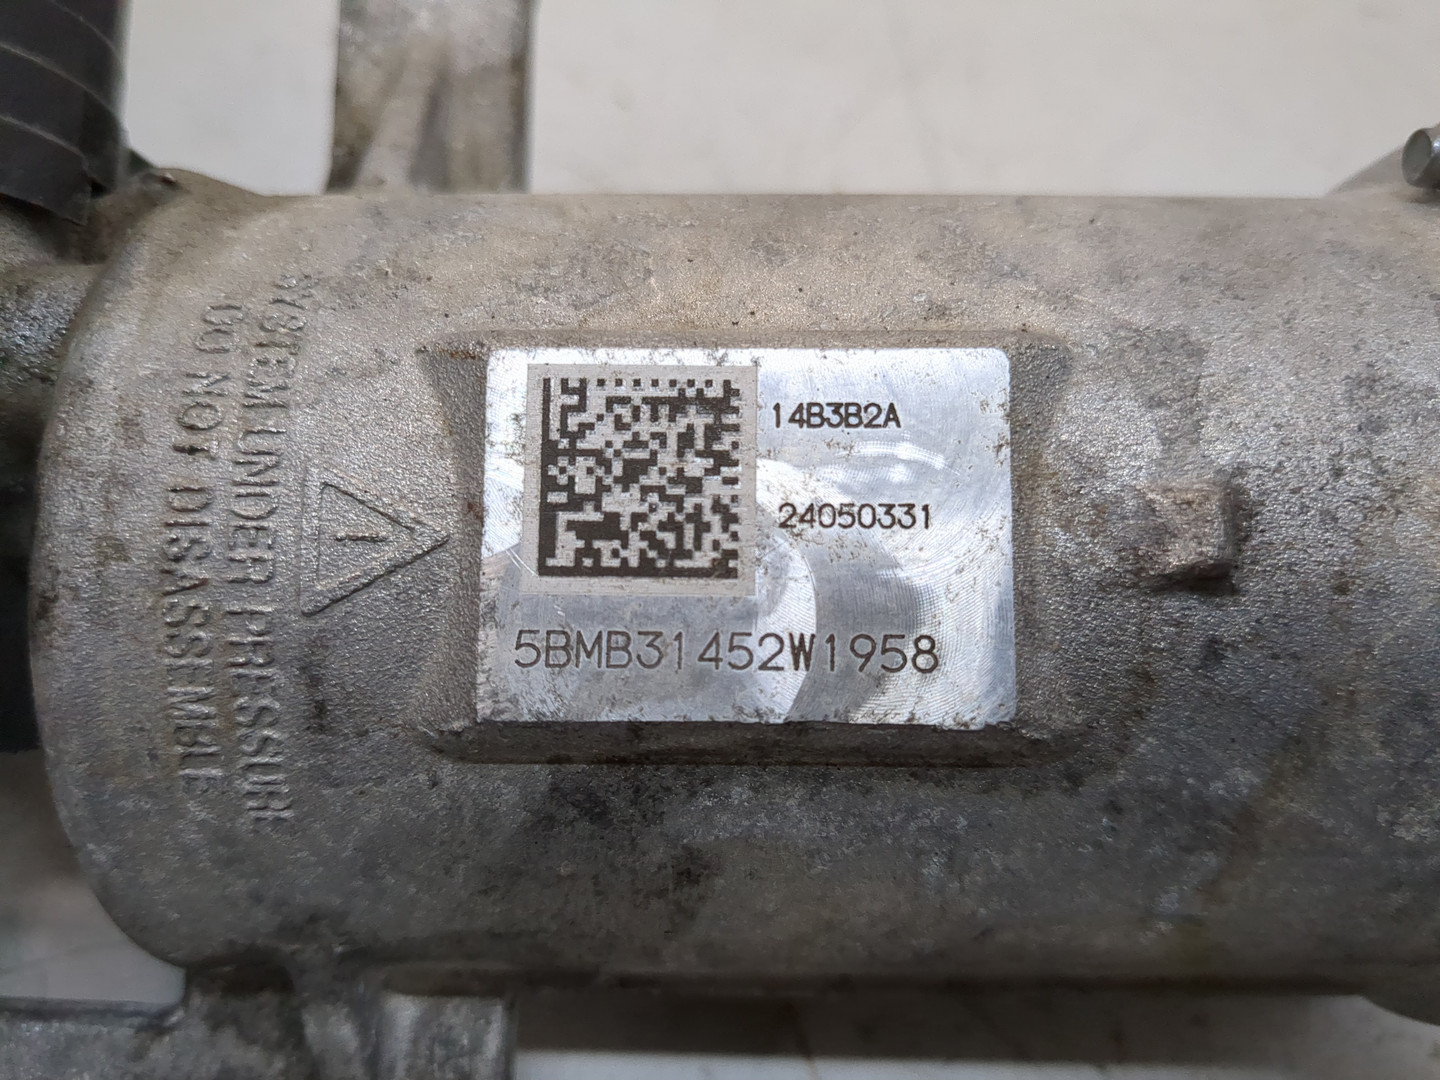 SYSTEM UNDER PRESSURE
DO NOT DISASSEMBLE
!
14B3B2A
24050331
5BMB31452W1958